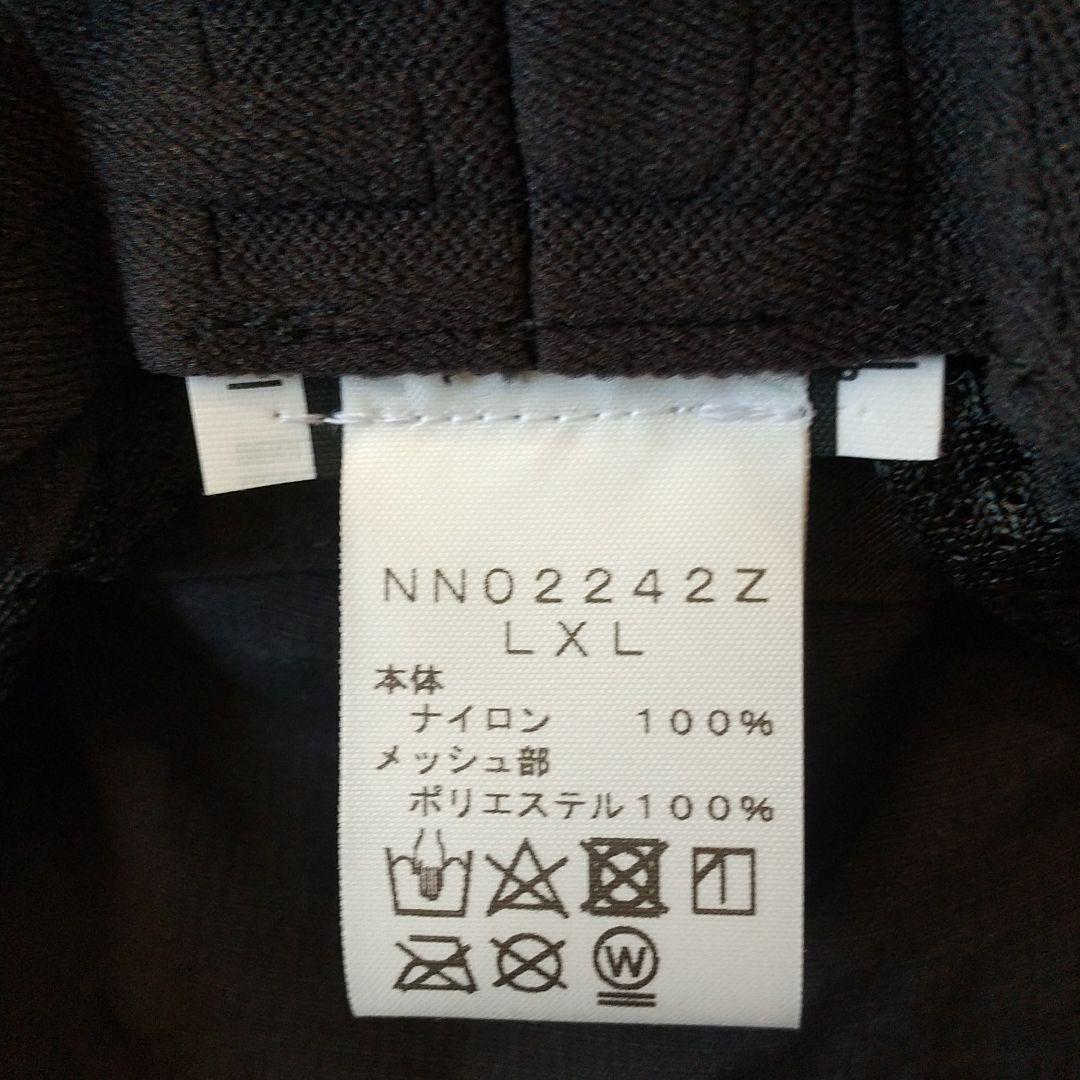 NN02242Z
LXL
本体
ナイロン 100%
メッシュ部
ポリエステル100%
W